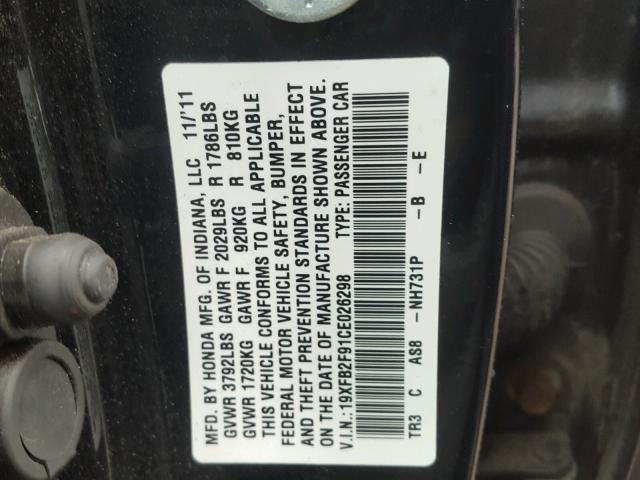 MFD. BY HONDA MFG. OF INDIANA, LLC 11/'11
GVWR 3792LBS GAWR F 2029LBS R 1786LBS
GVWR 1720KG GAWR F 920KG R 810KG
THIS VEHICLE CONFORMS TO ALL APPLICABLE
FEDERAL MOTOR VEHICLE SAFETY, BUMPER,
AND THEFT PREVENTION STANDARDS IN EFFECT
ON THE DATE OF MANUFACTURE SHOWN ABOVE.
V.I.N.:19XFB2F91CE026298 TYPE: PASSENGER CAR
TR3 C AS8 -NH731P -B -E